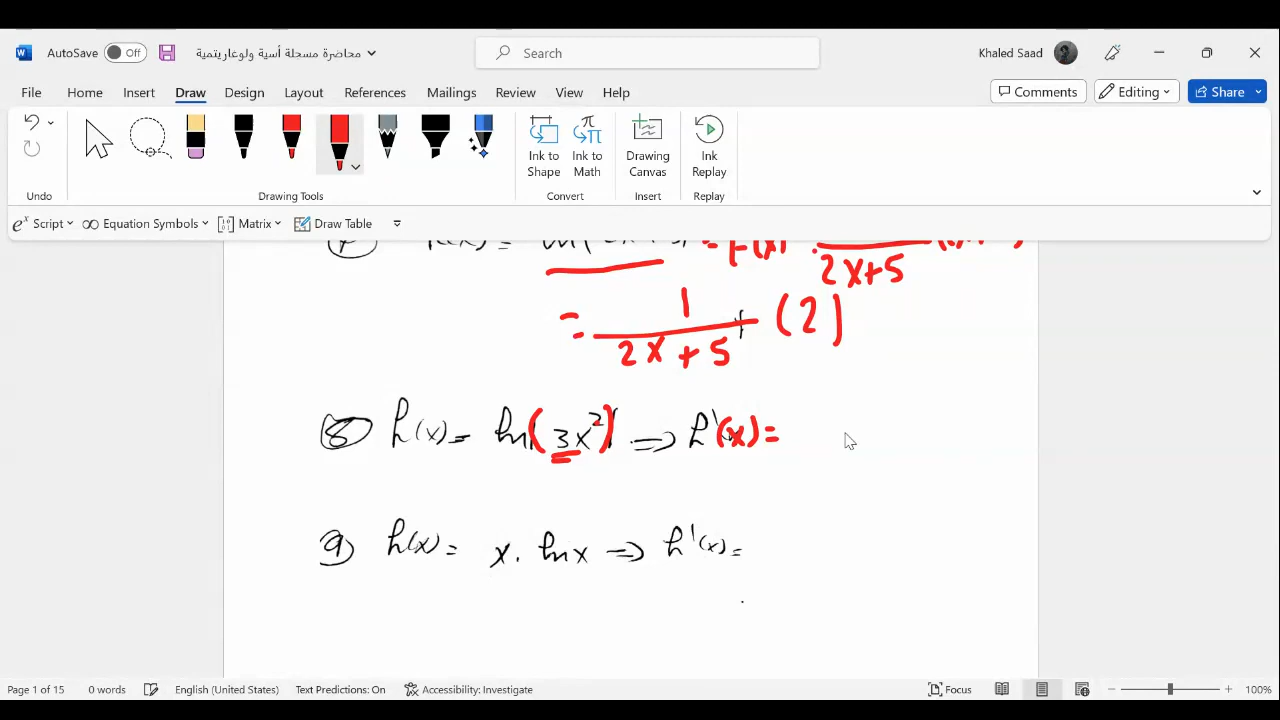 AutoSave Off محاضرة مسجلة أسية ولوغاريتمية Search Khaled Saad
File Home Insert Draw Design Layout References Mailings Review View Help Comments Editing Share
Undo
Drawing Tools
Ink to Shape
Ink to Math
Convert
Drawing Canvas
Insert
Ink Replay
Replay
eˣ Script Equation Symbols Matrix Draw Table
2x+5
= 1/(2x+5) (2)
8 h(x)= ln(3x²) ⇒ h'(x)=
9 h(x)= x. lnx ⇒ h'(x)=
Page 1 of 15 0 words English (United States) Text Predictions: On Accessibility: Investigate Focus 100%